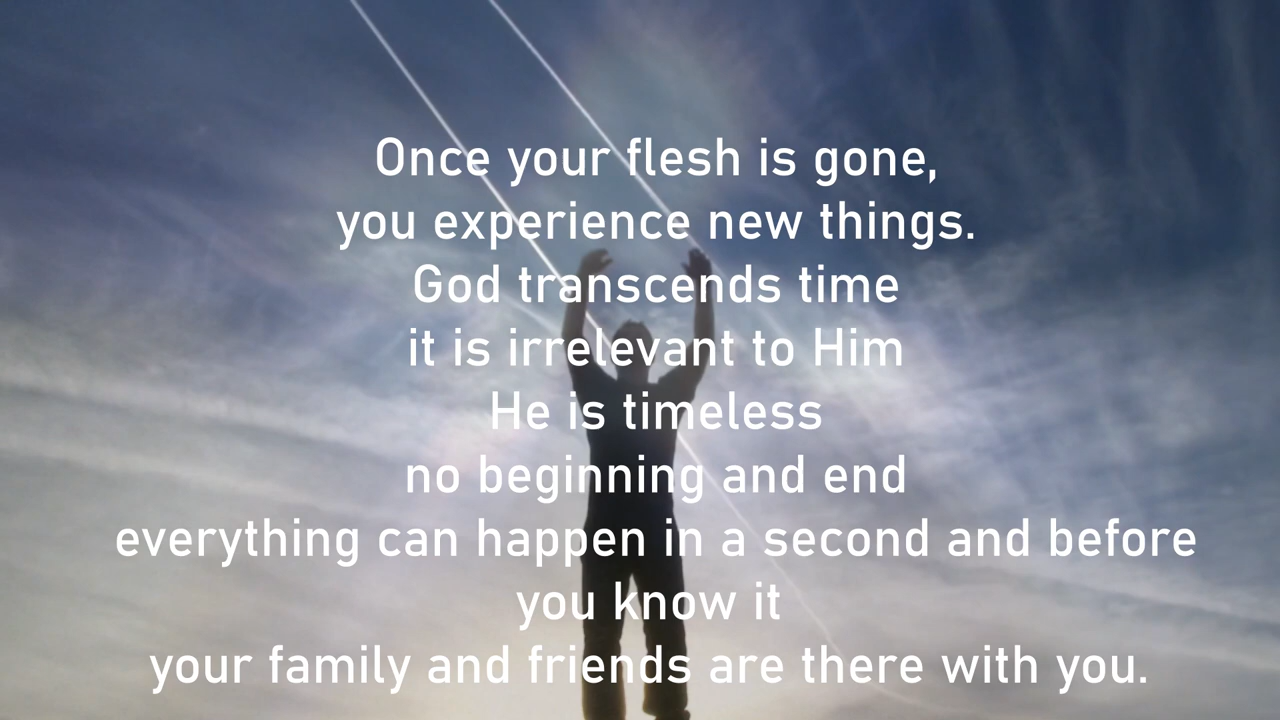 Once your flesh is gone,
you experience new things.
God transcends time
it is irrelevant to Him
He is timeless
no beginning and end
everything can happen in a second and before
you know it
your family and friends are there with you.